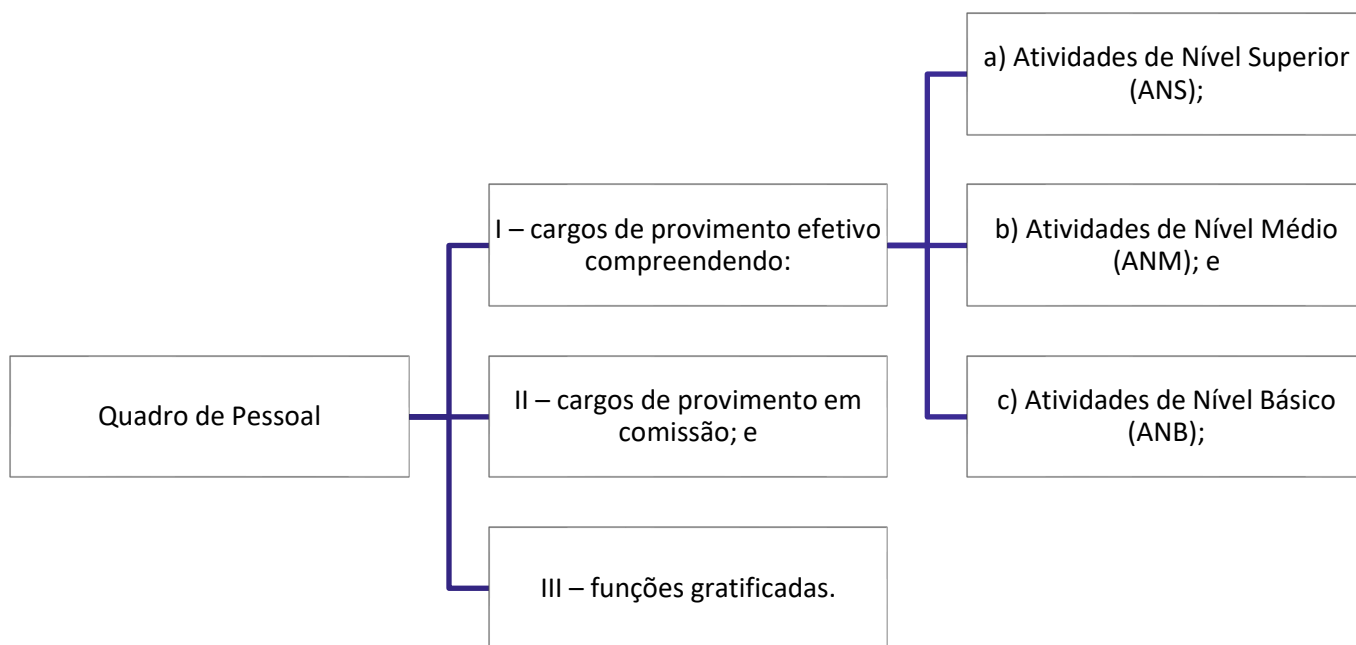 Quadro de Pessoal
I – cargos de provimento efetivo
compreendendo:
a) Atividades de Nível Superior
(ANS);
b) Atividades de Nível Médio
(ANM); e
c) Atividades de Nível Básico
(ANB);
II – cargos de provimento em
comissão; e
III – funções gratificadas.